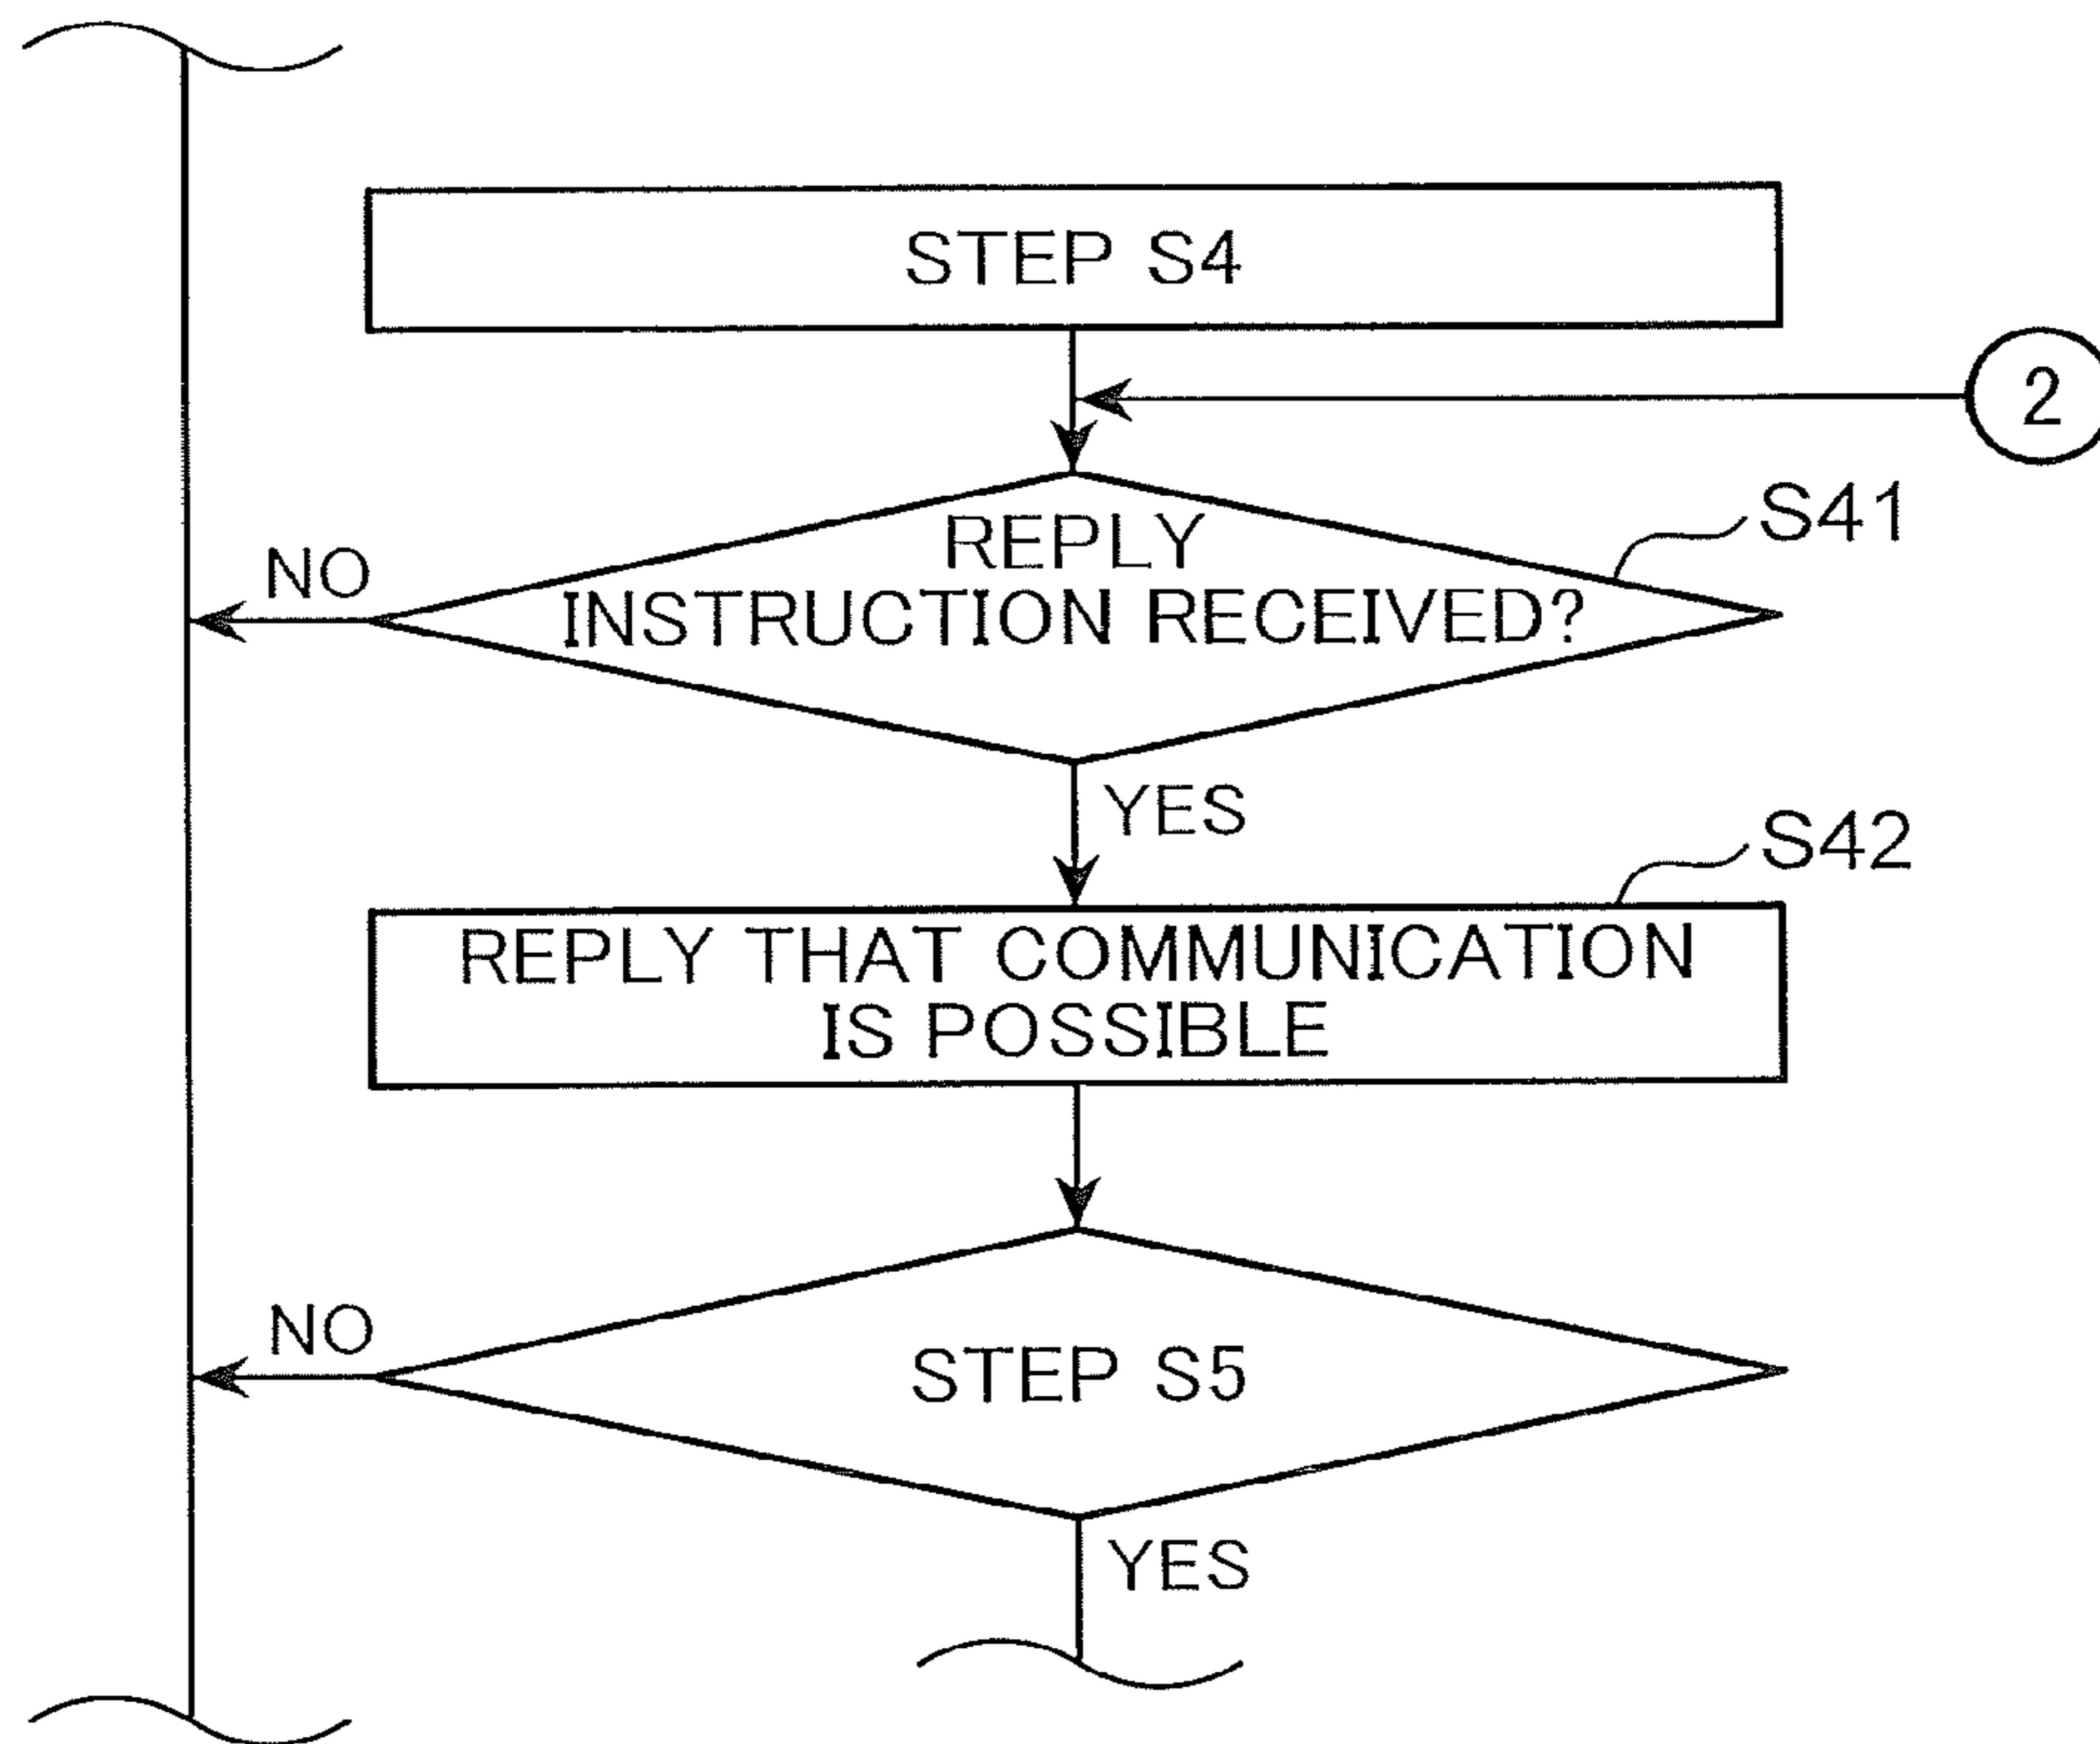 STEP S4
2
S41
REPLY
INSTRUCTION RECEIVED?
NO
YES
S42
REPLY THAT COMMUNICATION
IS POSSIBLE
NO
STEP S5
YES